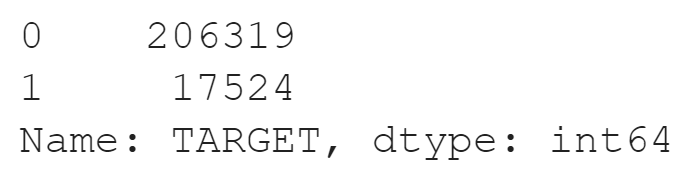 0    206319
1     17524
Name: TARGET, dtype: int64